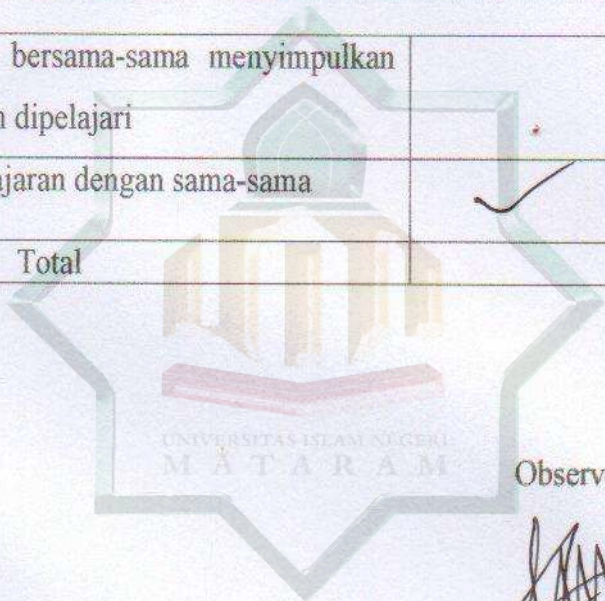 bersama-sama menyimpulkan
dipelajari
ajaran dengan sama-sama
Total
UNIVERSITAS ISLAM NEGERI
MATARAM
Observ